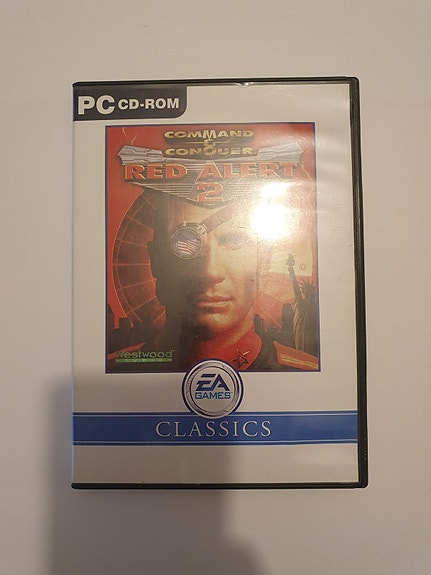 PC CD-ROM
COMMAND
&
CONQUER
RED ALERT
2
Westwood
EA
GAMES
CLASSICS